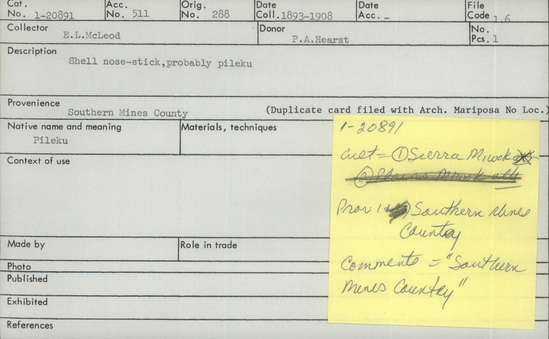 Cat. No. 1-20891 Acc. No. 511 Orig. No. 288 Date Coll. 1893-1908 Date Acc. - File Code 1.6
Collector E.L.McLeod Donor P.A.Hearst No. Pcs. 1
Description
Shell nose-stick,probably pileku
Provenience Southern Mines County (Duplicate card filed with Arch. Mariposa No Loc.)
Native name and meaning Materials, techniques
Pileku
Context of use
Made by Role in trade
Photo
Published
Exhibited
References
1-20891
Cult = ① Sierra Miwok
② Plains Miwok
Prov 1 Southern Mines
County
Comments = "Southern
Mines County"